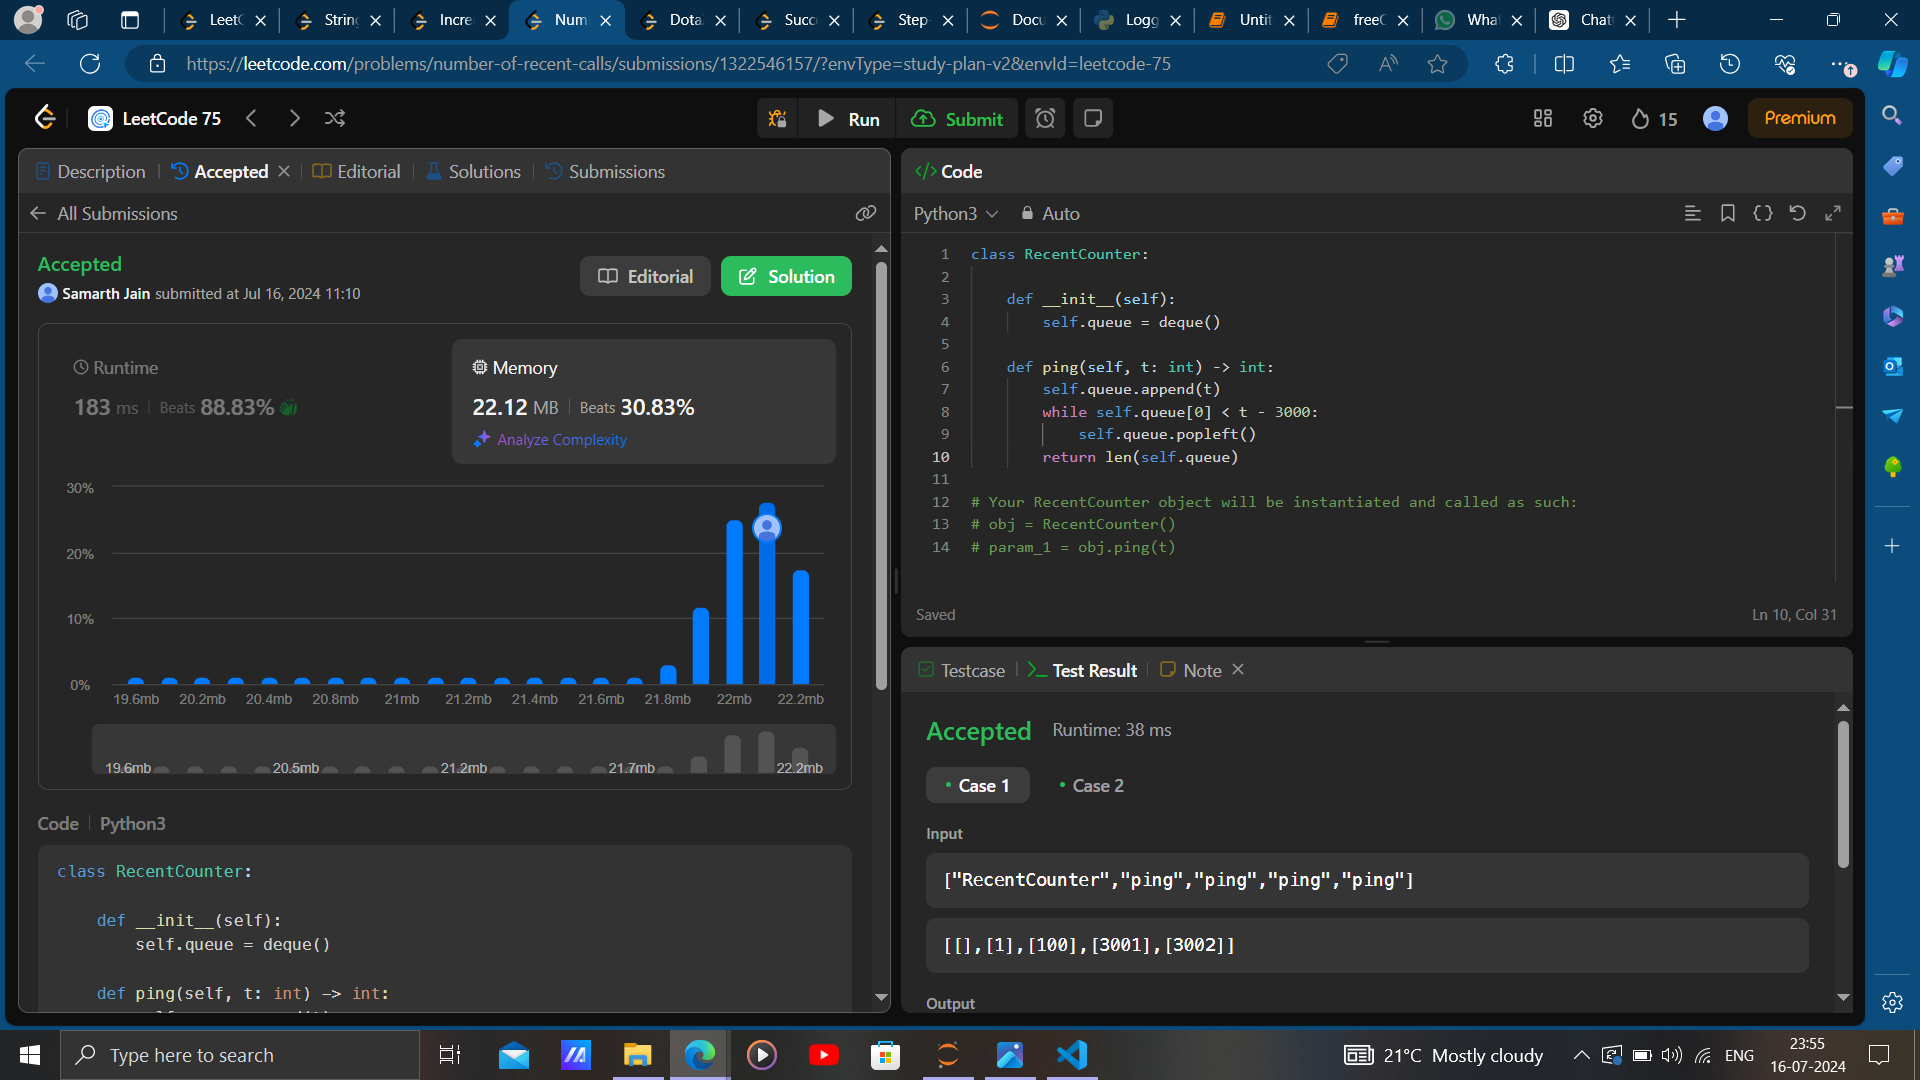 LeetC
String
Incre
Num
Dota
Succ
Step-
Docu
Logg
Untit
freeC
What
Chat
https://leetcode.com/problems/number-of-recent-calls/submissions/1322546157/?envType=study-plan-v2&envId=leetcode-75
LeetCode 75
Run
Submit
15
Premium
Description
Accepted
Editorial
Solutions
Submissions
All Submissions
Accepted
Samarth Jain submitted at Jul 16, 2024 11:10
Editorial
Solution
Runtime
183 ms
Beats 88.83%
Memory
22.12 MB
Beats 30.83%
Analyze Complexity
30%
20%
10%
0%
19.6mb 20.2mb 20.4mb 20.8mb 21mb 21.2mb 21.4mb 21.6mb 21.8mb 22mb 22.2mb
19.6mb 20.5mb 21.2mb 21.7mb 22.2mb
Code
Python3
class RecentCounter:
def __init__(self):
self.queue = deque()
def ping(self, t: int) -> int:
Code
Python3
Auto
1 class RecentCounter:
2
3 def __init__(self):
4 self.queue = deque()
5
6 def ping(self, t: int) -> int:
7 self.queue.append(t)
8 while self.queue[0] < t - 3000:
9 self.queue.popleft()
10 return len(self.queue)
11
12 # Your RecentCounter object will be instantiated and called as such:
13 # obj = RecentCounter()
14 # param_1 = obj.ping(t)
Saved
Ln 10, Col 31
Testcase
Test Result
Note
Accepted
Runtime: 38 ms
Case 1
Case 2
Input
["RecentCounter","ping","ping","ping","ping"]
[[],[1],[100],[3001],[3002]]
Output
Type here to search
21°C Mostly cloudy
ENG
23:55
16-07-2024